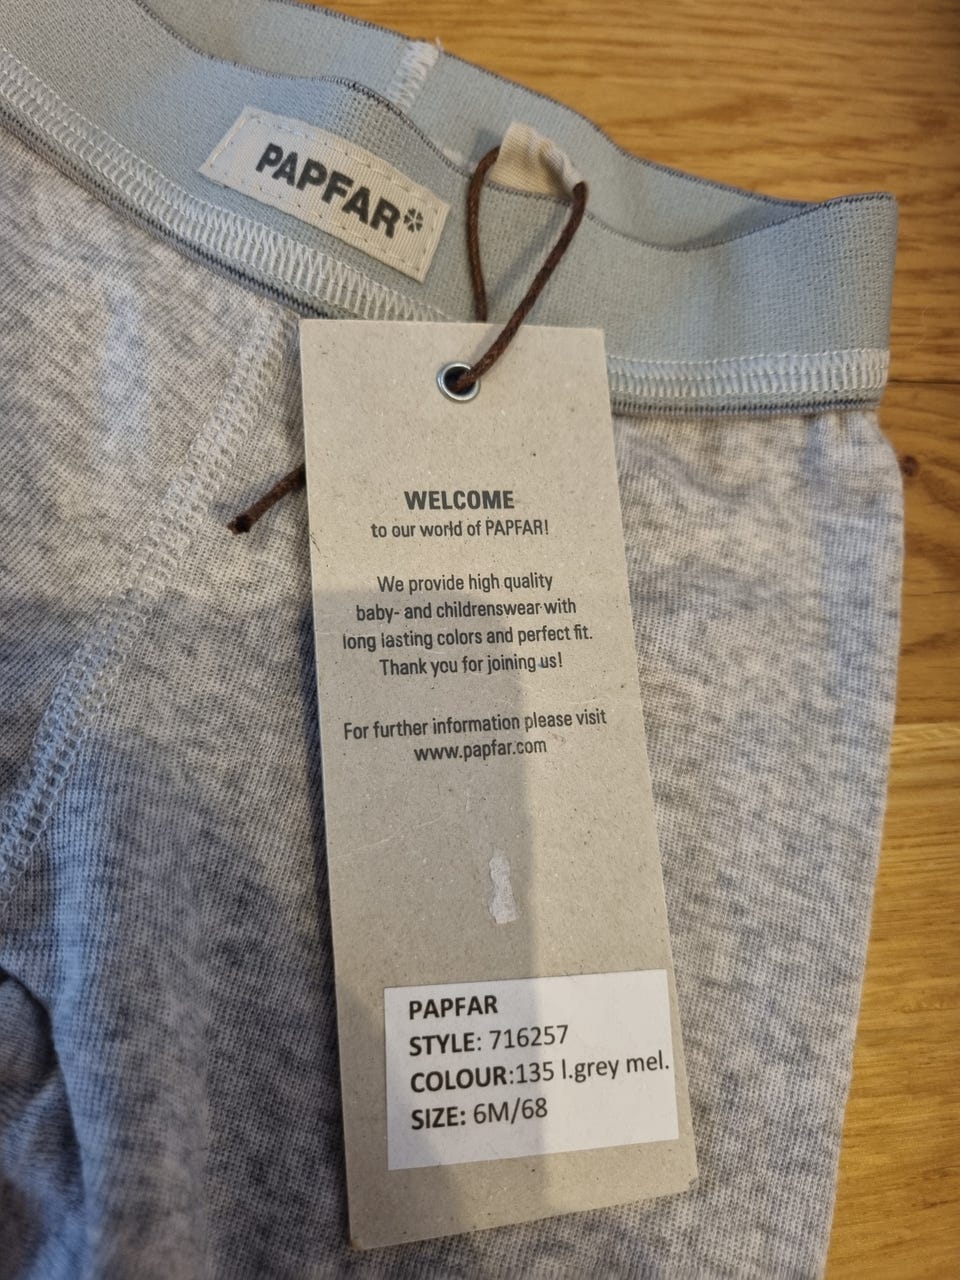 PAPFAR*
WELCOME
to our world of PAPFAR!
We provide high quality
baby- and childrenswear with
long lasting colors and perfect fit.
Thank you for joining us!
For further information please visit
www.papfar.com
PAPFAR
STYLE: 716257
COLOUR:135 l.grey mel.
SIZE: 6M/68